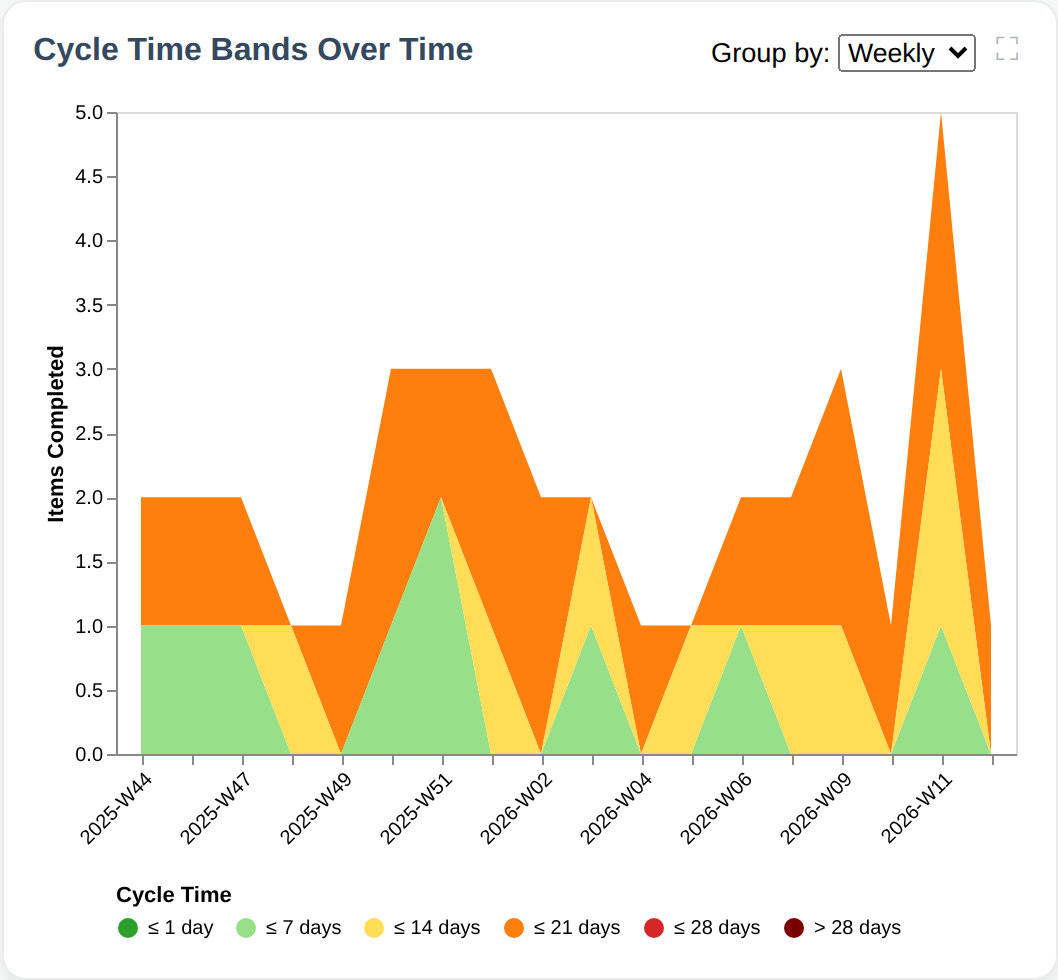 Cycle Time Bands Over Time
Group by: Weekly
5.0
4.5
4.0
3.5
3.0
2.5
2.0
1.5
1.0
0.5
0.0
Items Completed
2025-W44
2025-W47
2025-W49
2025-W51
2026-W02
2026-W04
2026-W06
2026-W09
2026-W11
Cycle Time
≤ 1 day
≤ 7 days
≤ 14 days
≤ 21 days
≤ 28 days
> 28 days